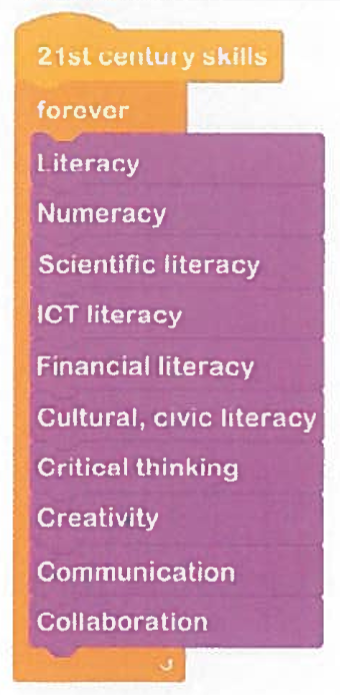 21st century skills
forever
Literacy
Numeracy
Scientific literacy
ICT literacy
Financial literacy
Cultural, civic literacy
Critical thinking
Creativity
Communication
Collaboration